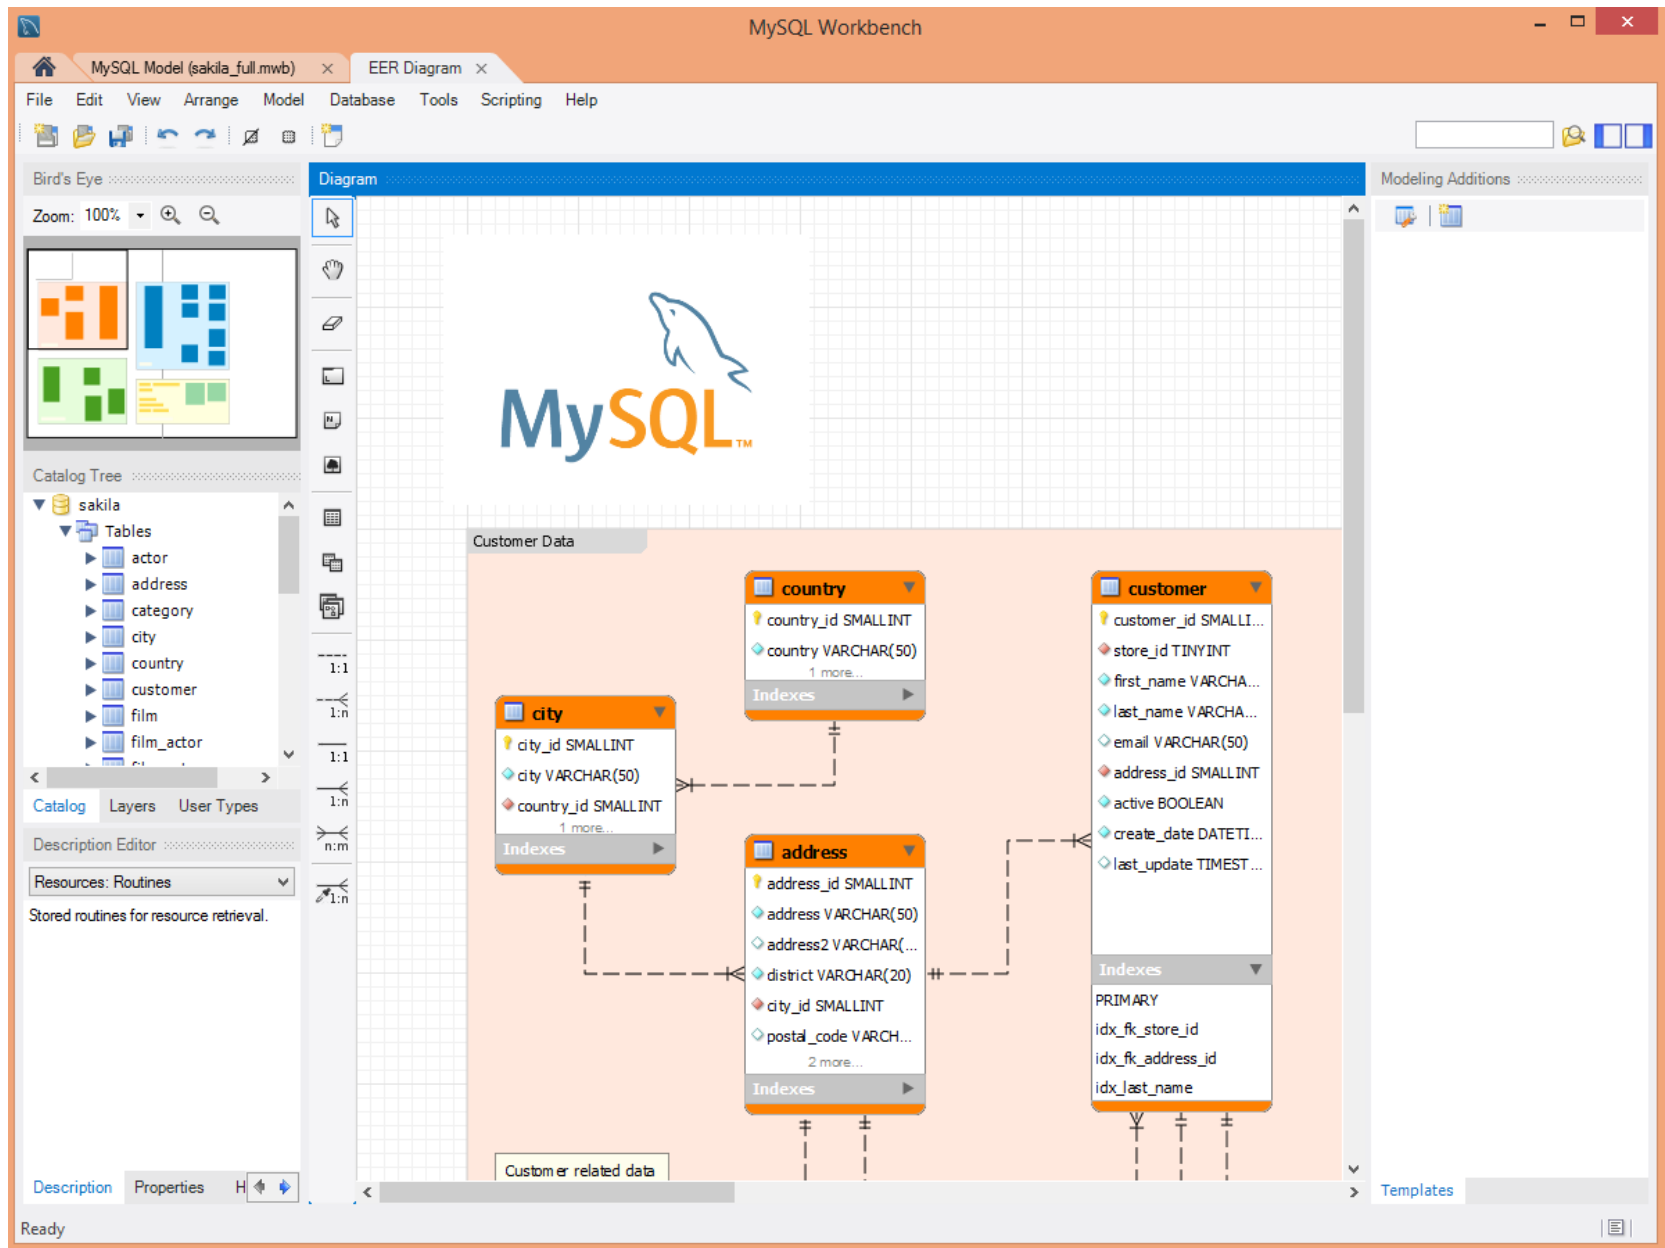 MySQL Workbench
MySQL Model (sakila_full.mwb)
EER Diagram
File Edit View Arrange Model Database Tools Scripting Help
Bird's Eye
Zoom: 100%
Catalog Tree
sakila
Tables
actor
address
category
city
country
customer
film
film_actor
Catalog Layers User Types
Description Editor
Resources: Routines
Stored routines for resource retrieval.
Description Properties H
Ready
Diagram
1:1
1:n
1:1
1:n
n:m
1:n
MySQL™
Customer Data
country
country_id SMALLINT
country VARCHAR(50)
1 more...
Indexes
city
city_id SMALLINT
city VARCHAR(50)
country_id SMALLINT
1 more...
Indexes
address
address_id SMALLINT
address VARCHAR(50)
address2 VARCHAR(...
district VARCHAR(20)
city_id SMALLINT
postal_code VARCH...
2 more...
Indexes
customer
customer_id SMALLI...
store_id TINYINT
first_name VARCHA...
last_name VARCHA...
email VARCHAR(50)
address_id SMALLINT
active BOOLEAN
create_date DATETI...
last_update TIMEST...
Indexes
PRIMARY
idx_fk_store_id
idx_fk_address_id
idx_last_name
Customer related data
Modeling Additions
Templates